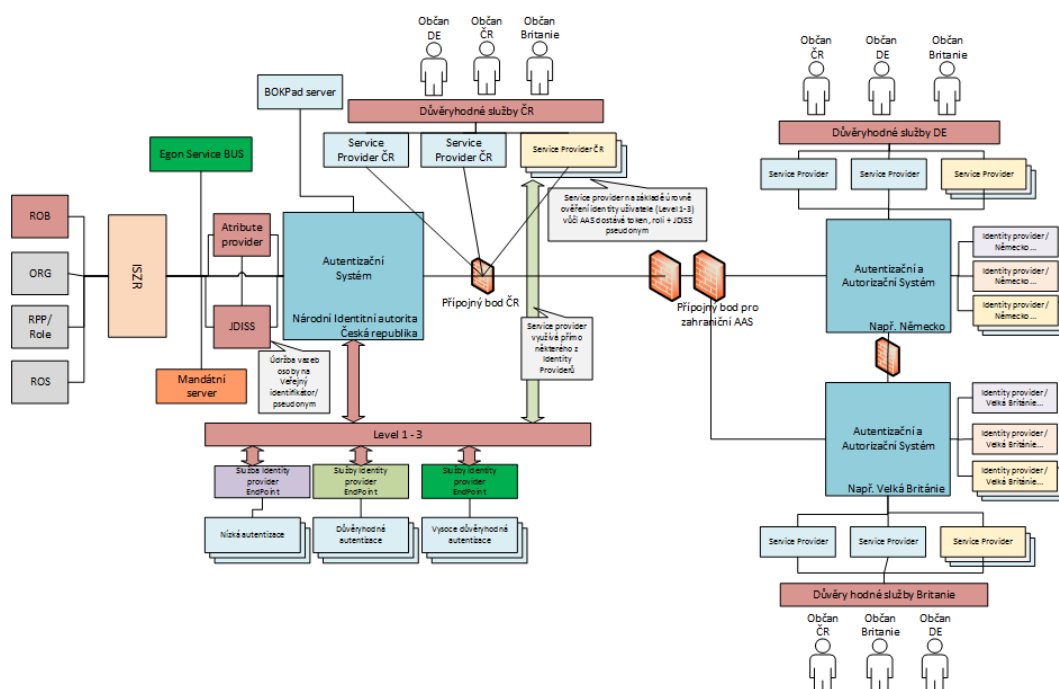 Občan
DE
Občan
ČR
Občan
Britanie
Důvěryhodné služby ČR
Service
Provider ČR
Service
Provider ČR
Service Provider ČR
Service provider na základě úrovně
ověření identity uživatele (Level 1-3)
vůči AAS dostává token, roli + JDISS
pseudonym
BOKPad server
Egon Service BUS
ROB
ORG
RPP/
Role
ROS
ISZR
Atribute
provider
JDISS
Údržba vazeb
osoby na
Veřejný
identifikátor/
pseudonym
Mandátní
server
Autentizační
Systém
Národní Identitní autorita
Česká republika
Přípojný bod ČR
Service provider
využívá přímo
některého z
Identity
Providerů
Přípojný bod pro
zahraniční AAS
Level 1 - 3
Služba Identity
provider
EndPoint
Služby Identity
provider
EndPoint
Služby Identity
provider
EndPoint
Nízká autentizace
Důvěryhodná
autentizace
Vysoce důvěryhodná
autentizace
Občan
ČR
Občan
DE
Občan
Britanie
Důvěryhodné služby DE
Service Provider
Service Provider
Service Provider
Autentizační a
Autorizační Systém
Např. Německo
Identity provider /
Německo ...
Identity provider /
Německo...
Identity provider /
Německo...
Autentizační a
Autorizační Systém
Např. Velká Británie
Identity provider /
Velká Británie...
Identity provider /
Velká Británie...
Identity provider /
Velká Británie...
Service Provider
Service Provider
Service Provider
Důvěry hodné služby Britanie
Občan
ČR
Občan
Britanie
Občan
DE